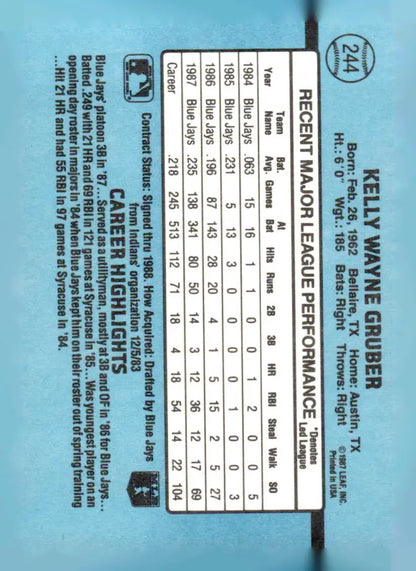 244
KELLY WAYNE GRUBER
©1987 LEAF, INC.
Printed in USA
Born: Feb. 26, 1962 Bellaire, TX Home: Austin, TX
Ht.: 6'0" Wgt.: 185 Bats: Right Throws: Right
RECENT MAJOR LEAGUE PERFORMANCE *Denotes Led League
Year Team Name Bat. Avg. Games At Bat Hits Runs 2B 3B HR RBI Steal Walk SO
1984 Blue Jays .063 15 16 1 1 0 0 1 2 0 0 5
1985 Blue Jays .231 5 13 3 0 0 0 0 1 0 0 3
1986 Blue Jays .196 87 143 28 20 4 1 5 15 2 5 27
1987 Blue Jays .235 138 341 80 50 14 3 12 36 12 17 69
Career .218 245 513 112 71 18 4 18 54 14 22 104
Contract Status: Signed thru 1988. How Acquired: Drafted by Blue Jays
from Indians' organization 12/5/83
CAREER HIGHLIGHTS
Blue Jays' platoon 3B in '87... Served as a utilityman, mostly at 3B and OF in '86 for Blue Jays...
Batted .249 with 21 HR and 69 RBI in 121 games at Syracuse in '85... Was youngest player on an
opening day roster in majors in '84 when Blue Jays kept him on their roster out of spring training
... Hit 21 HR and had 55 RBI in 97 games at Syracuse in '84.